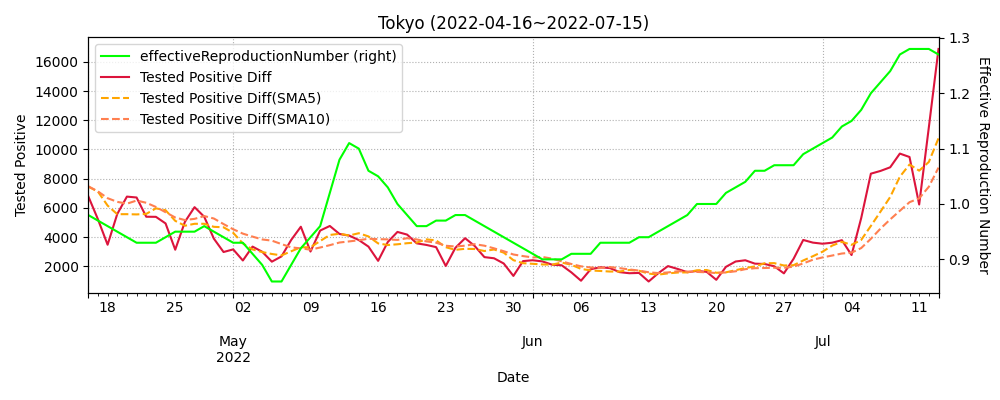 Tokyo (2022-04-16~2022-07-15)
effectiveReproductionNumber (right)
Tested Positive Diff
Tested Positive Diff(SMA5)
Tested Positive Diff(SMA10)
Tested Positive
16000
14000
12000
10000
8000
6000
4000
2000
1.3
1.2
1.1
1.0
0.9
Effective Reproduction Number
18 25 02 09 16 23 30 06 13 20 27 04 11
May Jun Jul
2022
Date